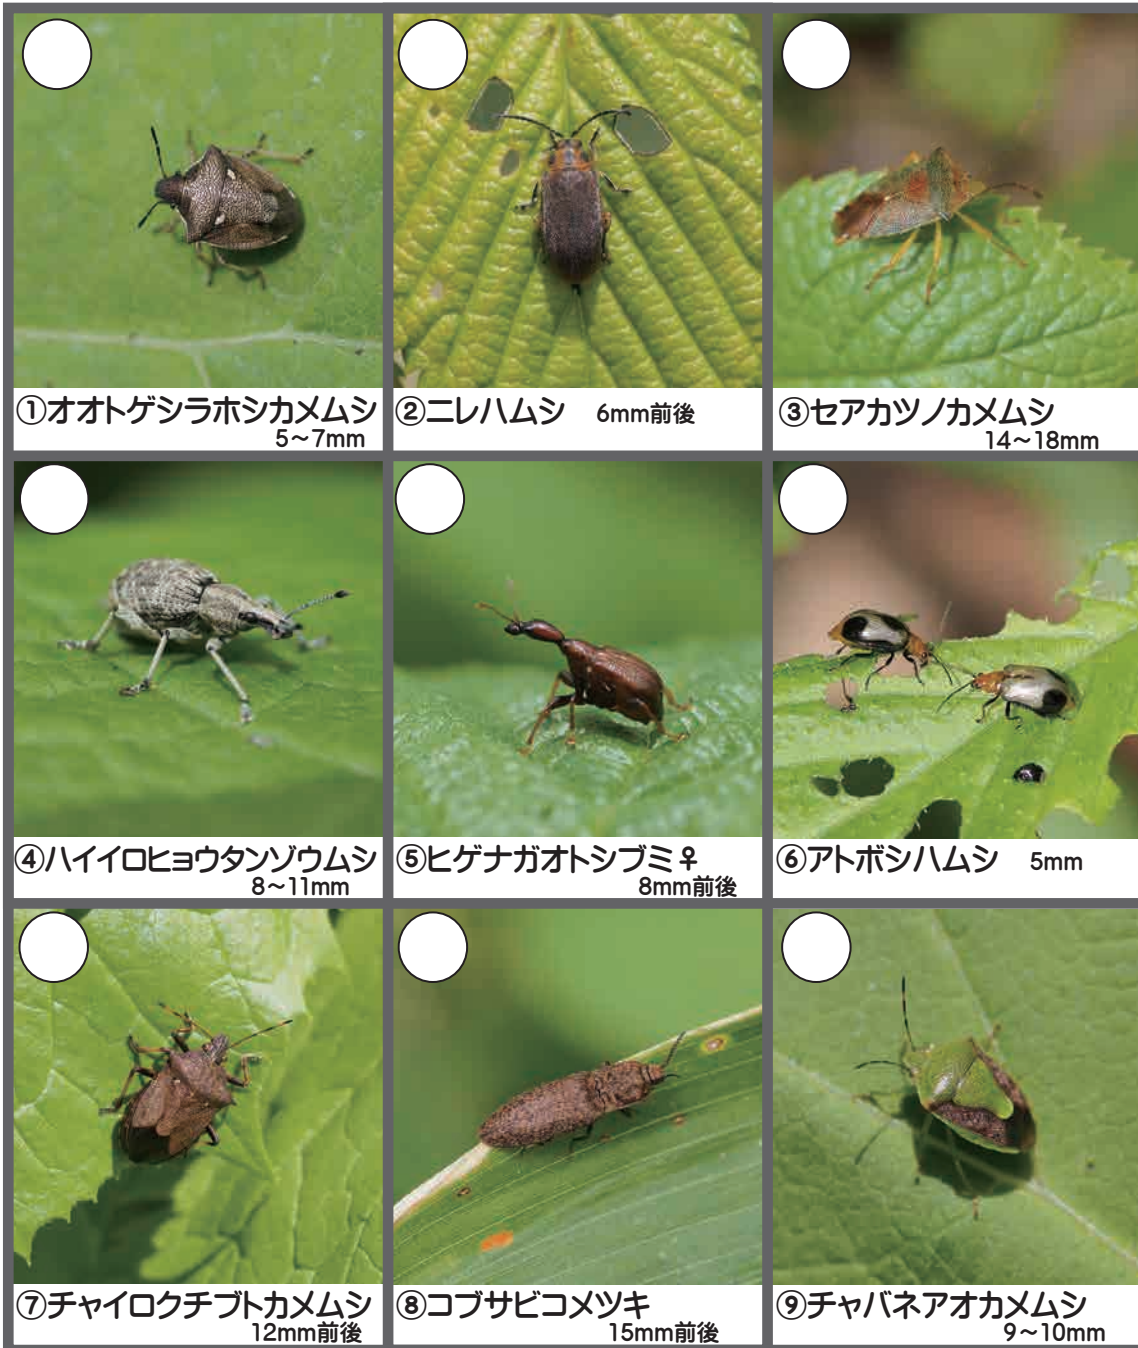 ①オオトゲシラホシカメムシ
5～7mm
②ニレハムシ 6mm前後
③セアカツノカメムシ
14～18mm
④ハイイロヒョウタンゾウムシ
8～11mm
⑤ヒゲナガオトシブミ♀
8mm前後
⑥アトボシハムシ 5mm
⑦チャイロクチブトカメムシ
12mm前後
⑧コブサビコメツキ
15mm前後
⑨チャバネアオカメムシ
9～10mm